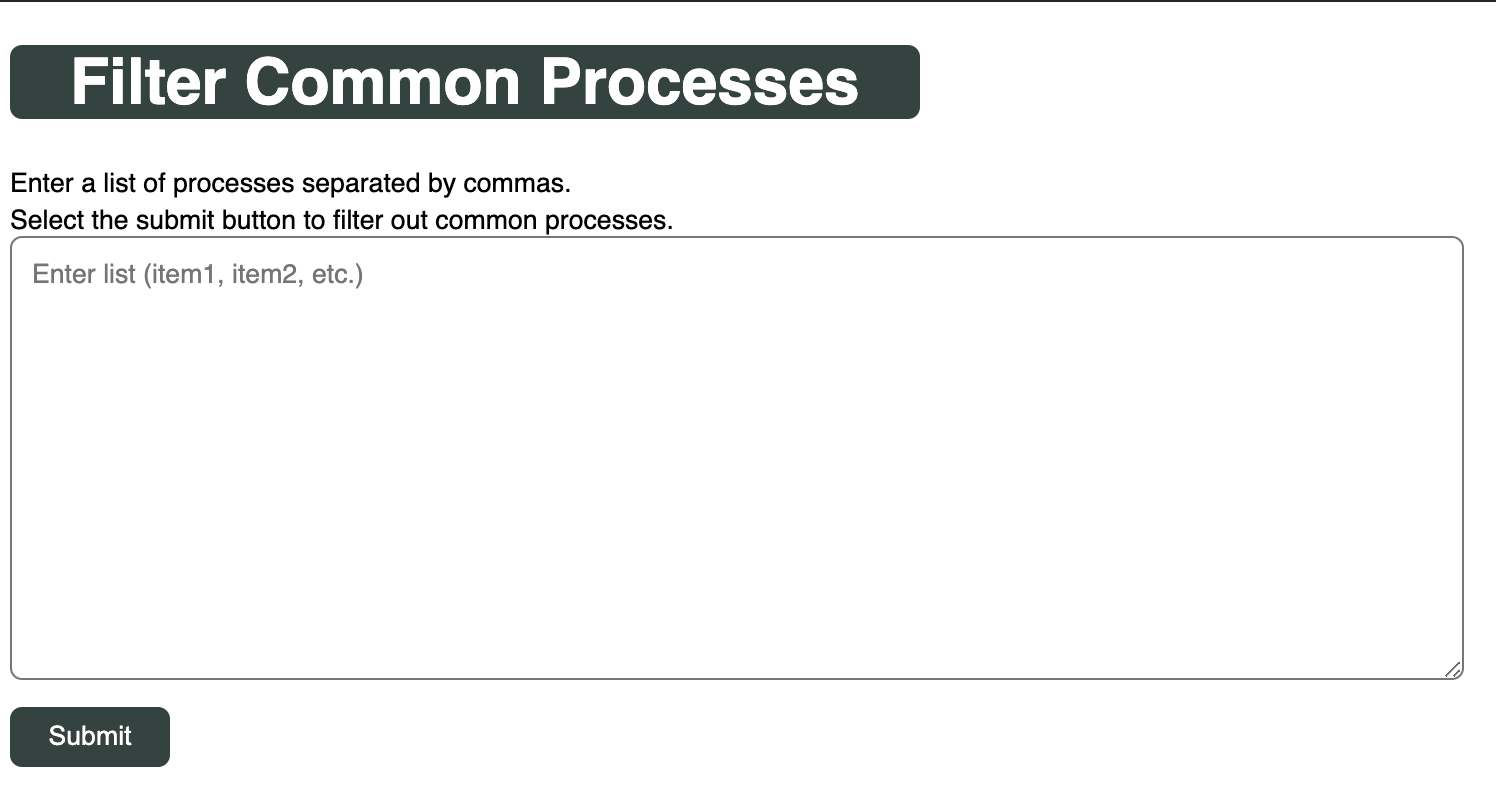 Filter Common Processes
Enter a list of processes separated by commas.
Select the submit button to filter out common processes.
Enter list (item1, item2, etc.)
Submit